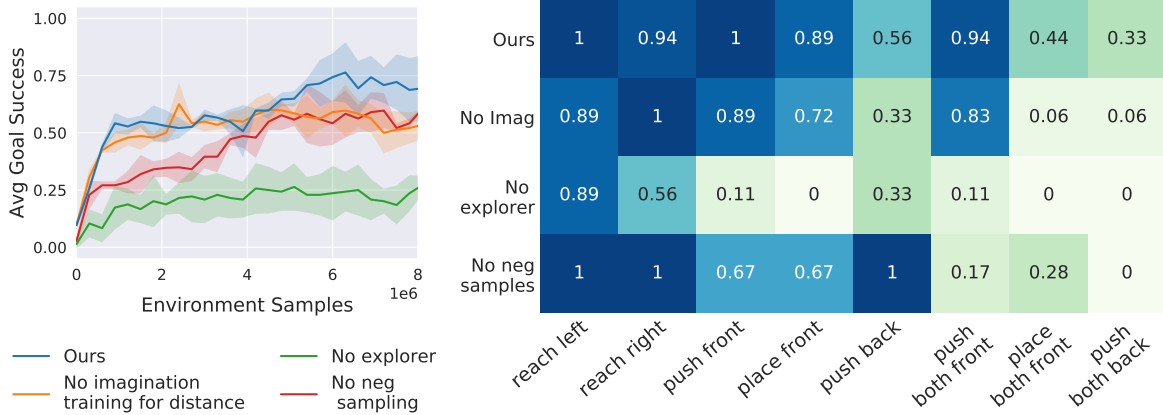 1.00
0.75
0.50
0.25
0.00
Avg Goal Success
0 2 4 6 8
1e6
Environment Samples
Ours
No imagination
training for distance
No explorer
No neg
sampling
Ours 1 0.94 1 0.89 0.56 0.94 0.44 0.33
No Imag 0.89 1 0.89 0.72 0.33 0.83 0.06 0.06
No
explorer 0.89 0.56 0.11 0 0.33 0.11 0 0
No neg
samples 1 1 0.67 0.67 1 0.17 0.28 0
reach left
reach right
push front
place front
push back
push
both front
place
both front
push
both back